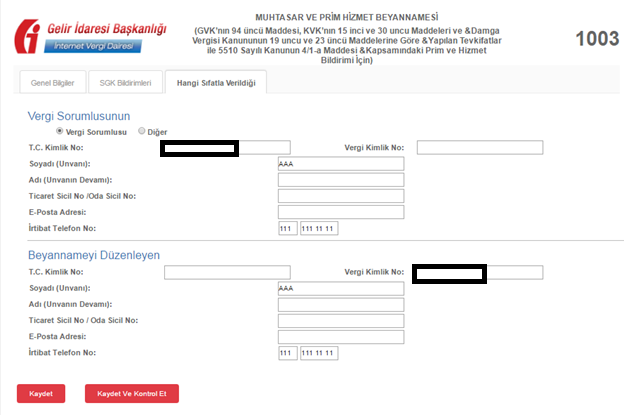 Gelir İdaresi Başkanlığı
İnternet Vergi Dairesi
MUHTASAR VE PRİM HİZMET BEYANNAMESİ
(GVK'nın 94 üncü Maddesi, KVK'nın 15 inci ve 30 uncu Maddeleri ve &Damga
Vergisi Kanununun 19 uncu ve 23 üncü Maddelerine Göre &Yapılan Tevkifatlar
ile 5510 Sayılı Kanunun 4/1-a Maddesi &Kapsamındaki Prim ve Hizmet
Bildirimi İçin)
1003
Genel Bilgiler SGK Bildirimleri Hangi Sıfatla Verildiği
Vergi Sorumlusunun
Vergi Sorumlusu Diğer
T.C. Kimlik No: Vergi Kimlik No:
Soyadı (Unvanı): AAA
Adı (Unvanın Devamı):
Ticaret Sicil No /Oda Sicil No:
E-Posta Adresi:
İrtibat Telefon No: 111 111 11 11
Beyannameyi Düzenleyen
T.C. Kimlik No: Vergi Kimlik No:
Soyadı (Unvanı): AAA
Adı (Unvanın Devamı):
Ticaret Sicil No / Oda Sicil No:
E-Posta Adresi:
İrtibat Telefon No: 111 111 11 11
Kaydet Kaydet Ve Kontrol Et